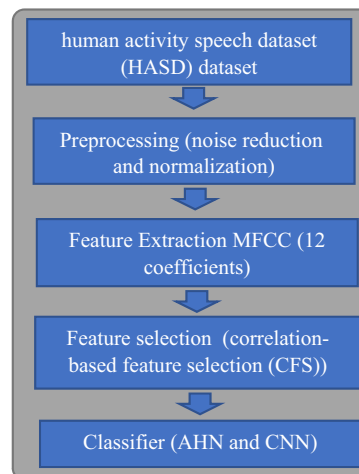 human activity speech dataset
(HASD) dataset
Preprocessing (noise reduction
and normalization)
Feature Extraction MFCC (12
coefficients)
Feature selection  (correlation-
based feature selection (CFS))
Classifier (AHN and CNN)